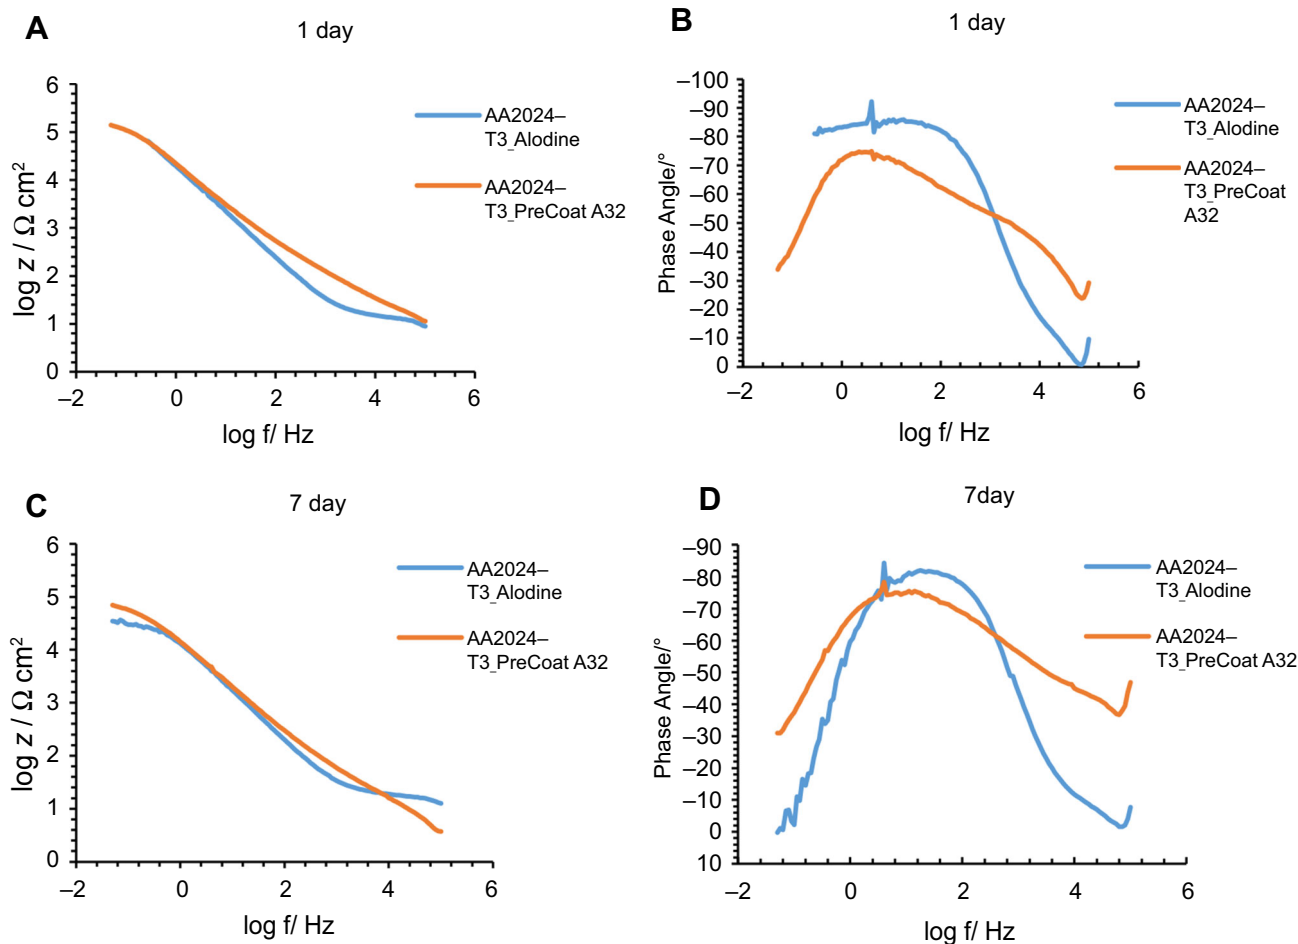 A
1 day
6
5
4
3
2
1
0
–2
0
2
4
6
log z / Ω cm²
log f/ Hz
AA2024–
T3_Alodine
AA2024–
T3_PreCoat A32
B
1 day
–100
–90
–80
–70
–60
–50
–40
–30
–20
–10
0
–2
0
2
4
6
Phase Angle/°
log f/ Hz
AA2024–
T3_Alodine
AA2024–
T3_PreCoat
A32
C
7 day
6
5
4
3
2
1
0
–2
0
2
4
6
log z / Ω cm²
log f/ Hz
AA2024–
T3_Alodine
AA2024–
T3_PreCoat A32
D
7day
–90
–80
–70
–60
–50
–40
–30
–20
–10
0
10
–2
0
2
4
6
Phase Angle/°
log f/ Hz
AA2024–
T3_Alodine
AA2024–
T3_PreCoat A32